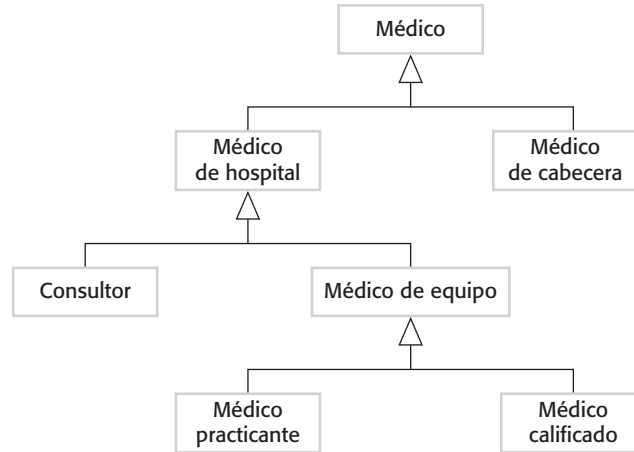 Médico
Médico
de hospital
Médico
de cabecera
Consultor
Médico de equipo
Médico
practicante
Médico
calificado